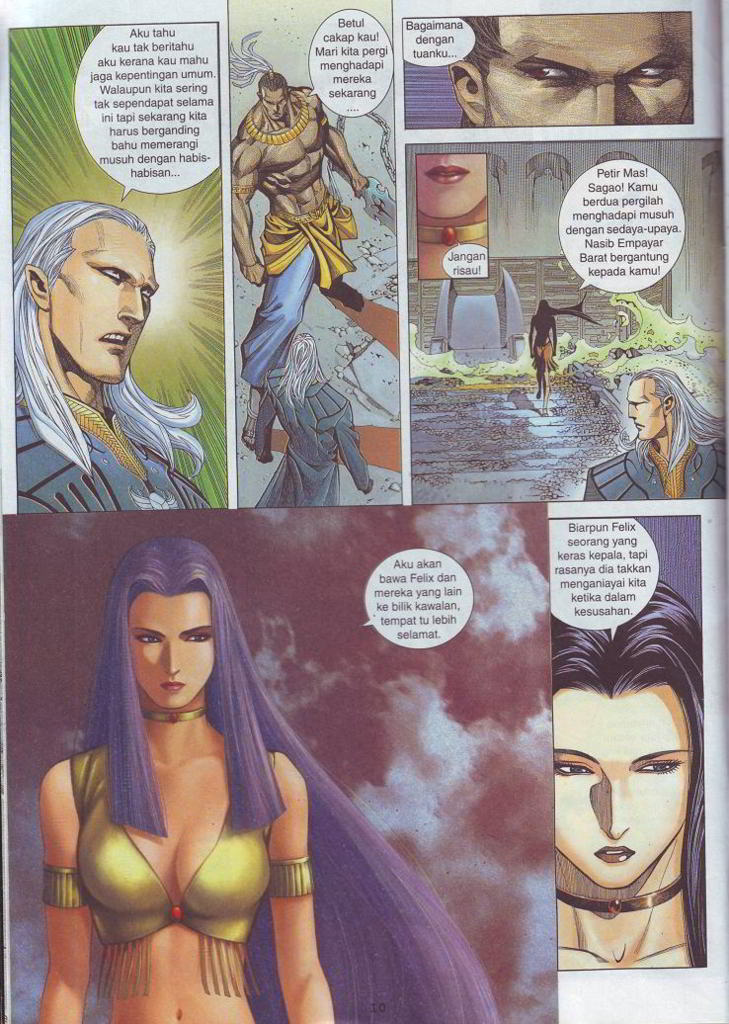 Aku tahu
kau tak beritahu
aku kerana kau mahu
jaga kepentingan umum.
Walaupun kita sering
tak sependapat selama
ini tapi sekarang kita
harus berganding
bahu memerangi
musuh dengan habis-
habisan...
Betul
cakap kau!
Mari kita pergi
menghadapi
mereka
sekarang
....
Bagaimana
dengan
tuanku...
Jangan
risau!
Petir Mas!
Sagao! Kamu
berdua pergilah
menghadapi musuh
dengan sedaya-upaya.
Nasib Empayar
Barat bergantung
kepada kamu!
Aku akan
bawa Felix dan
mereka yang lain
ke bilik kawalan,
tempat tu lebih
selamat.
Biarpun Felix
seorang yang
keras kepala, tapi
rasanya dia takkan
menganiayai kita
ketika dalam
kesusahan.
10